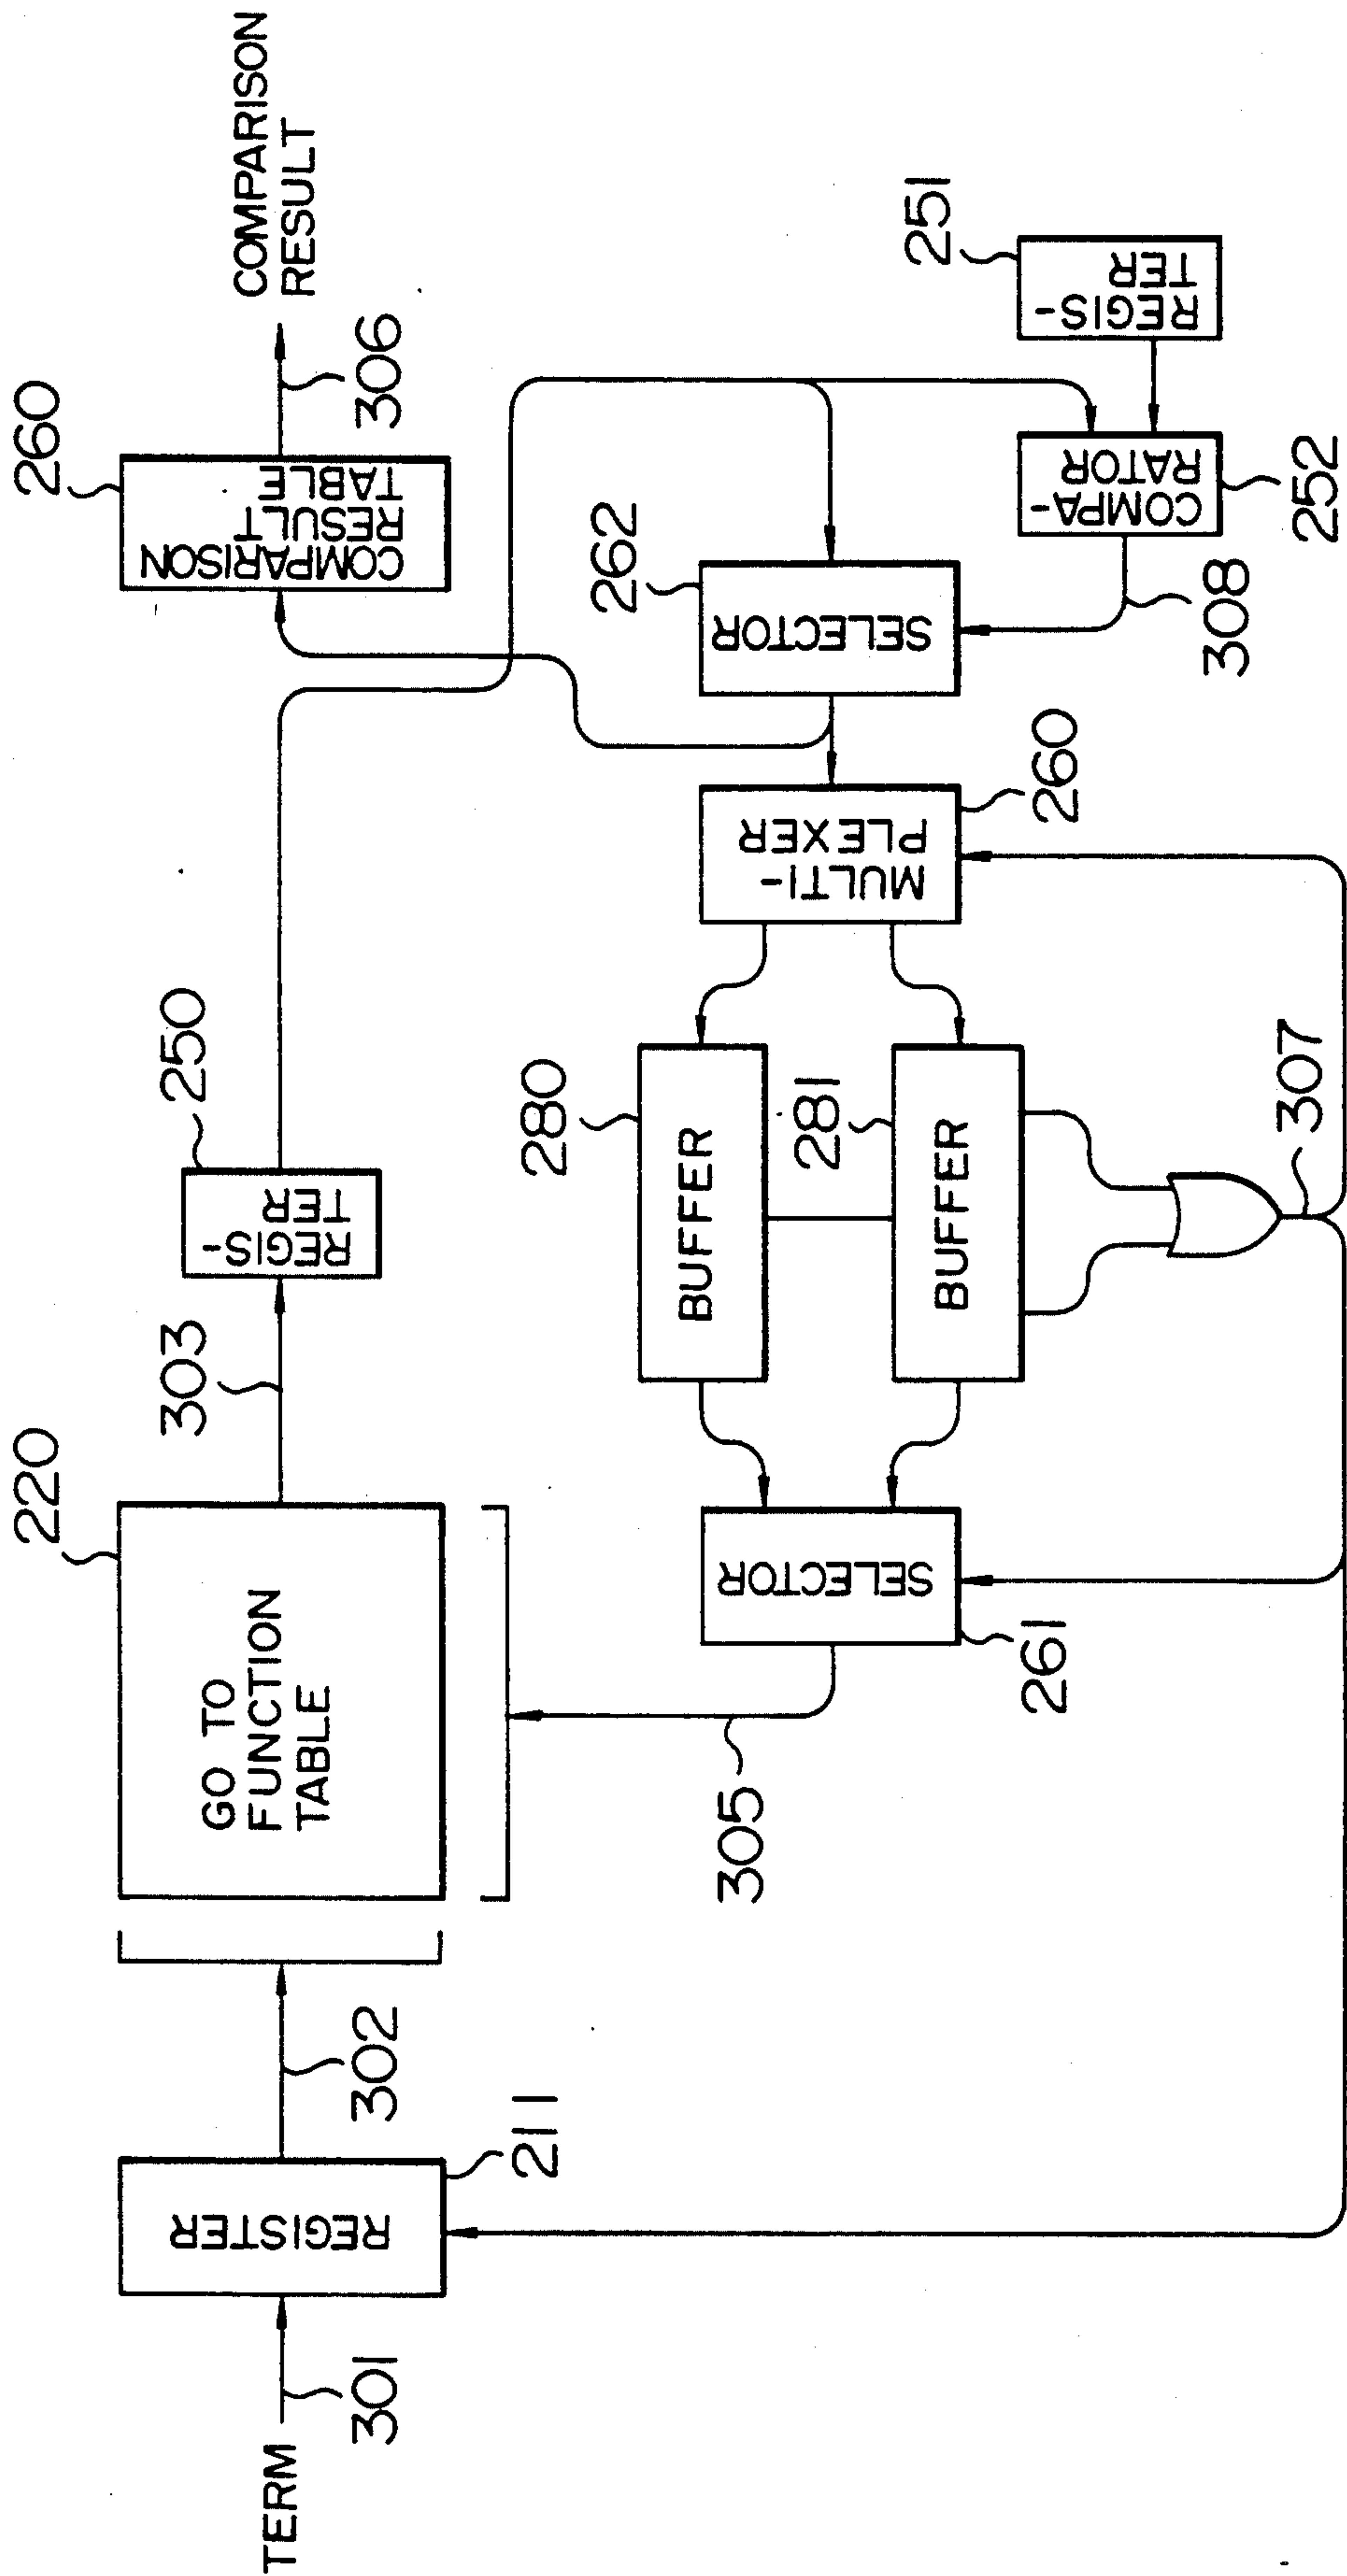 TERM
301
REGISTER
211
302
GO TO
FUNCTION
TABLE
220
303
REGIS-
TER
250
COMPARISON
RESULT
TABLE
260
306
COMPARISON
RESULT
305
SELECTOR
261
BUFFER
280
BUFFER
281
307
MULTI-
PLEXER
260
SELECTOR
262
308
COMPA-
RATOR
252
REGIS-
TER
251